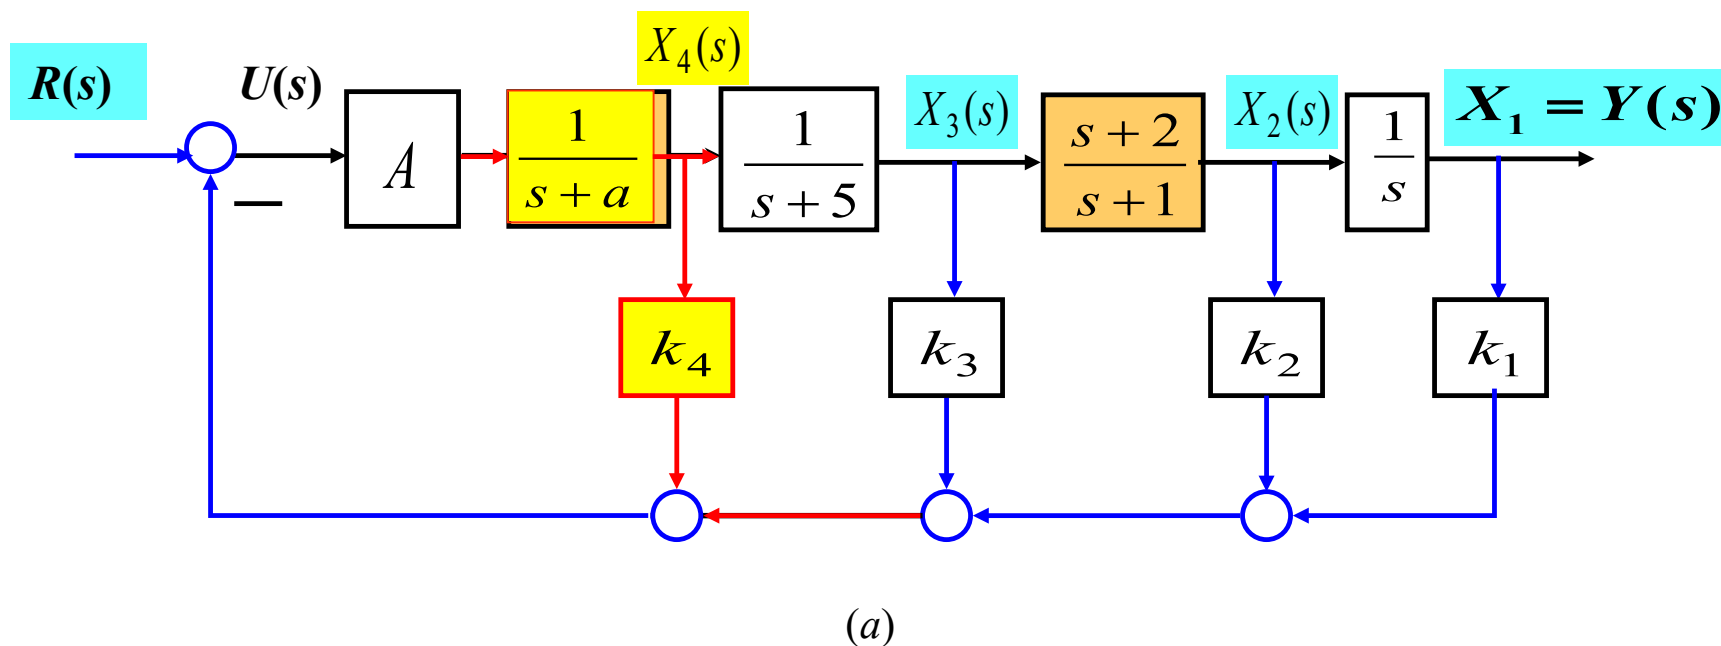 R(s)
U(s)
A
1
s + a
X₄(s)
1
s + 5
X₃(s)
s + 2
s + 1
X₂(s)
1
s
X₁ = Y(s)
−
k₄
k₃
k₂
k₁
(a)